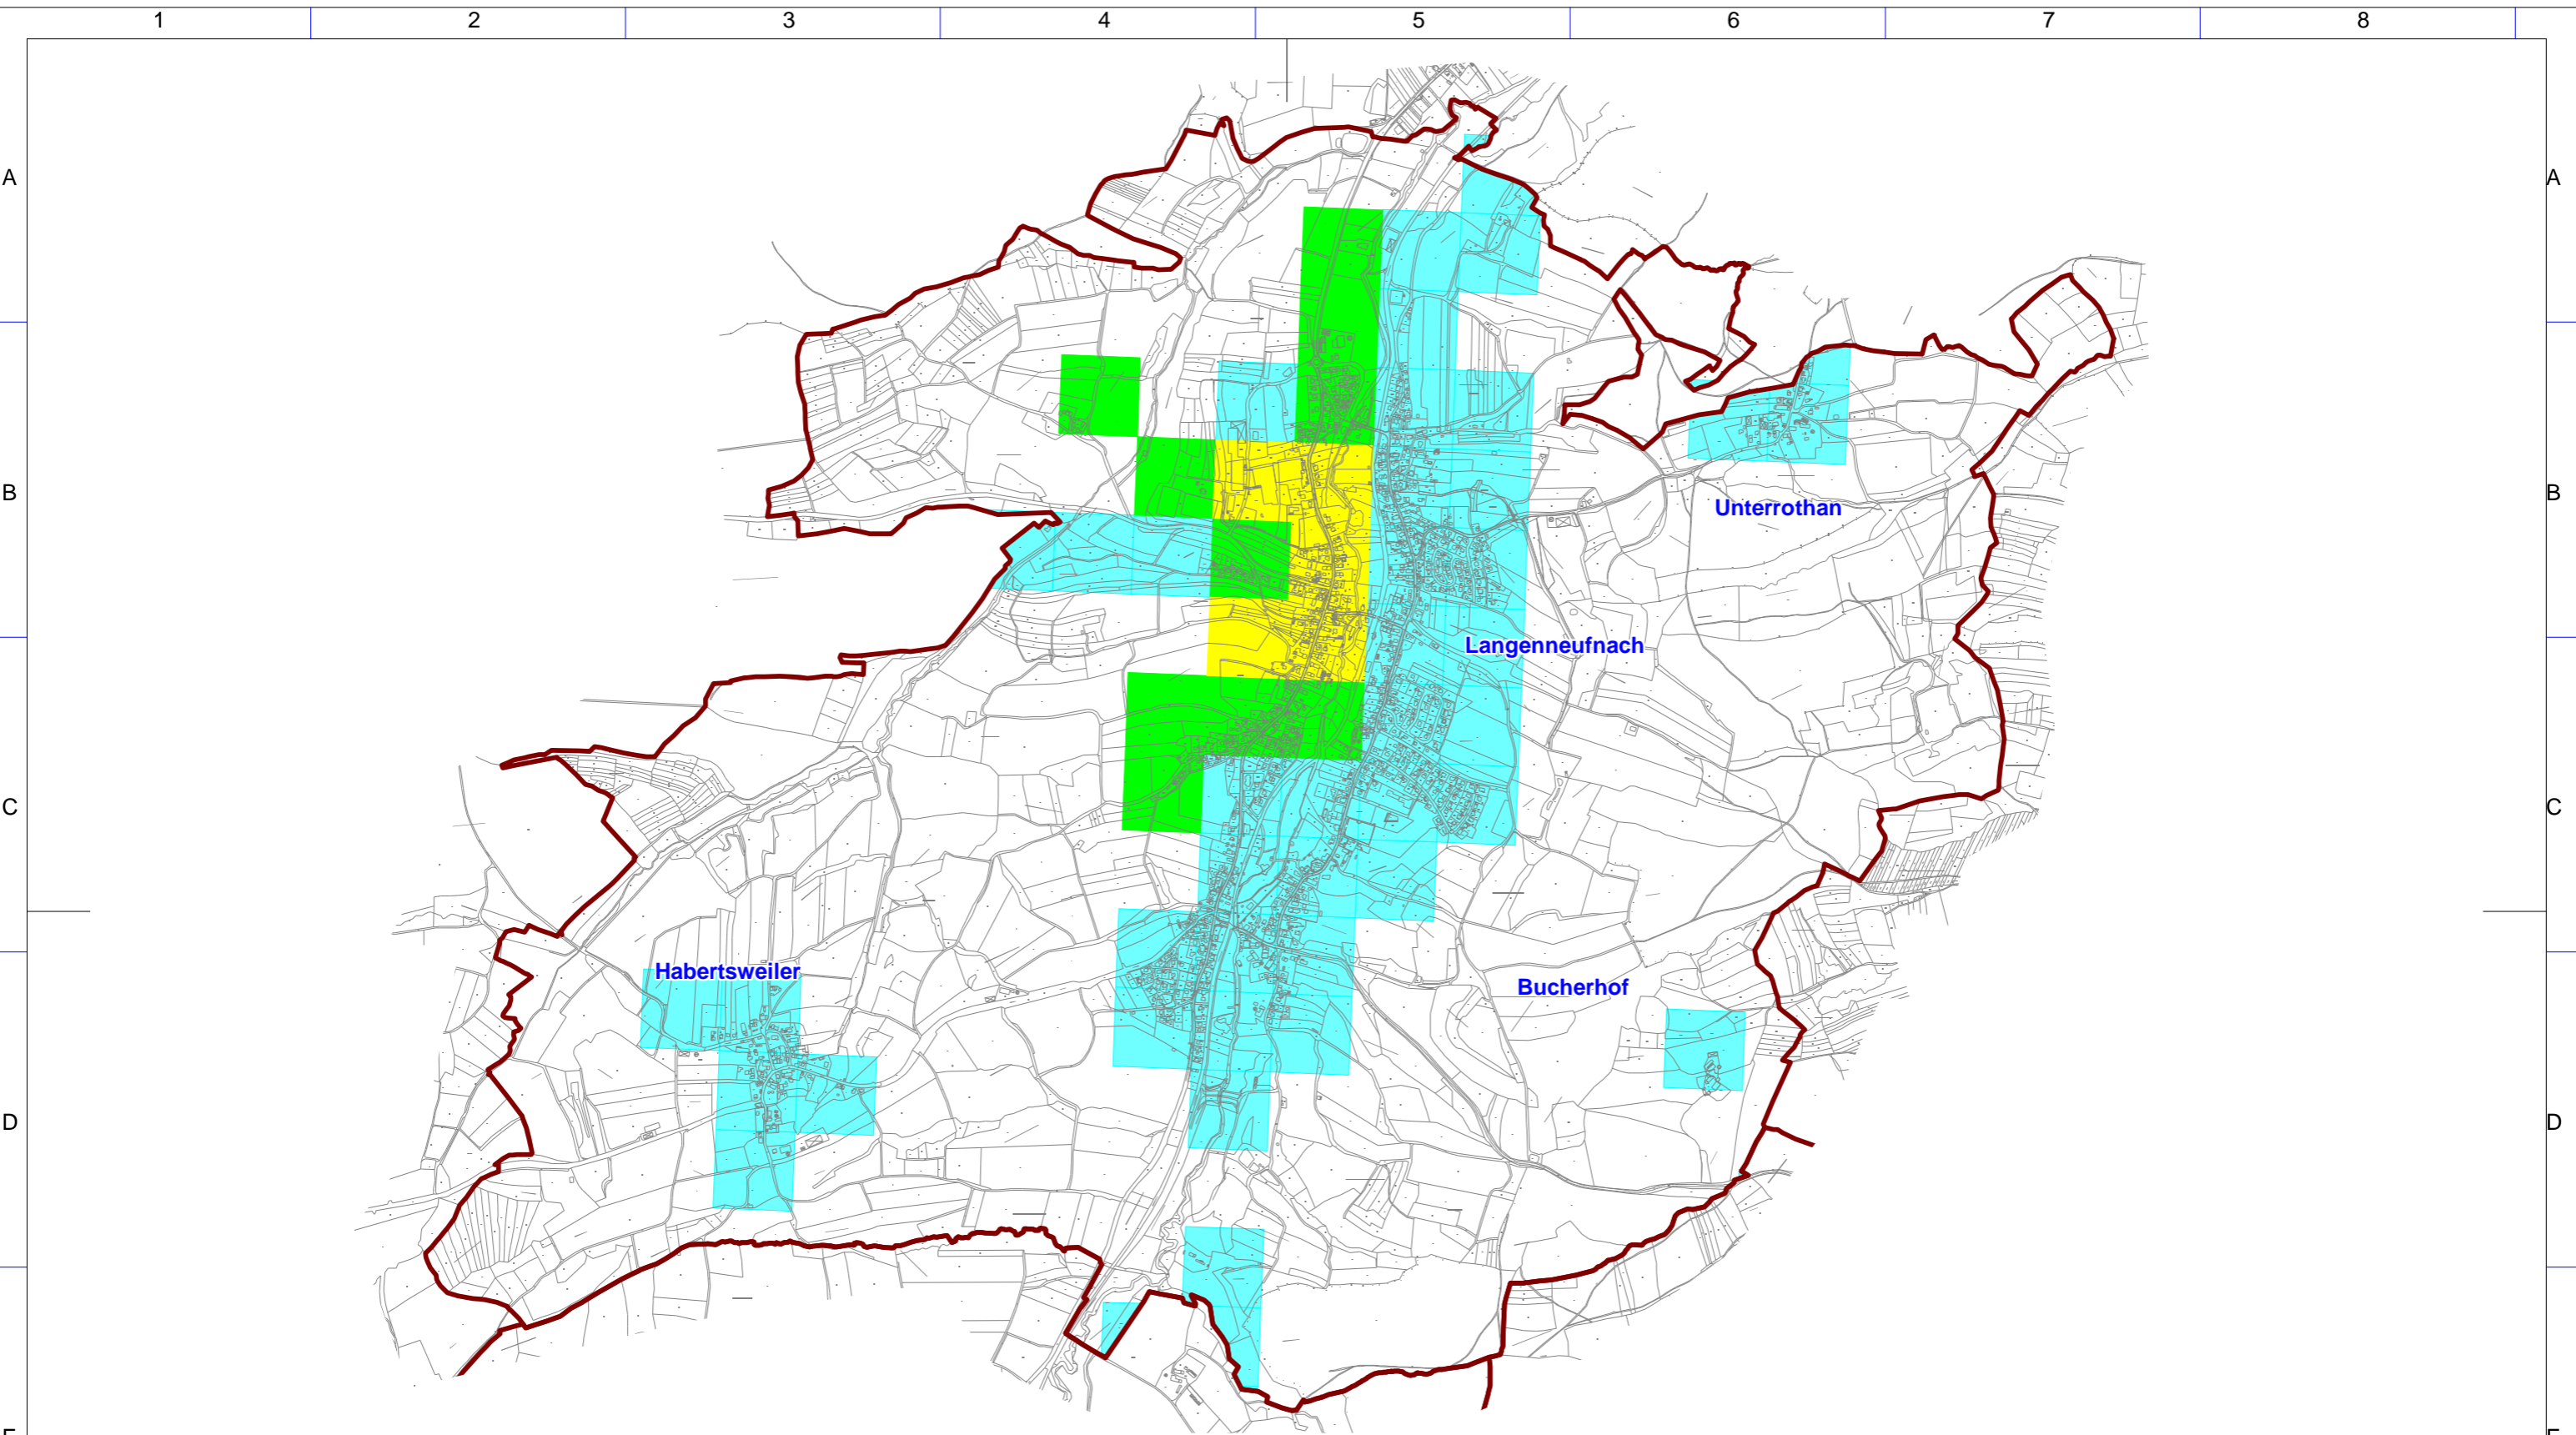 1 2 3 4 5 6 7 8
A A
B B
Unterrothan
Langenneufnach
C C
Habertsweiler
Bucherhof
D D